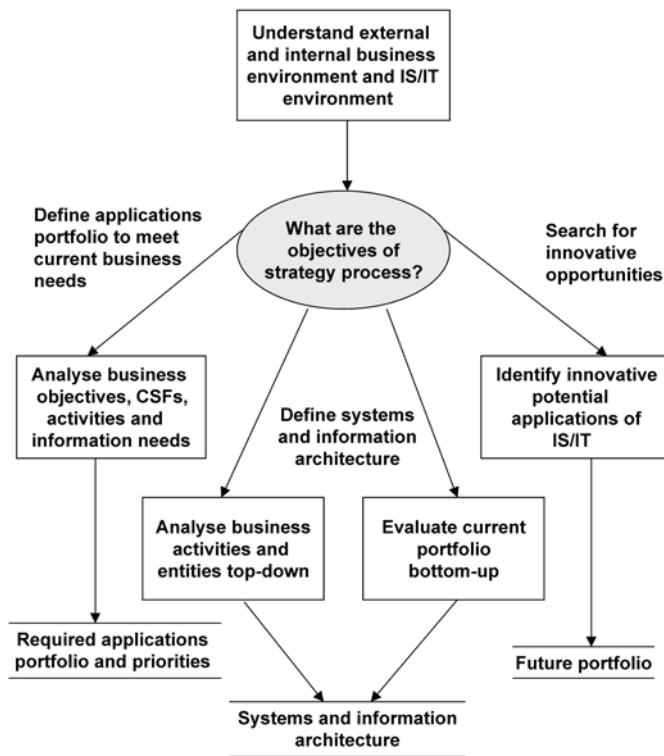 Understand external
and internal business
environment and IS/IT
environment
Define applications
portfolio to meet
current business
needs
What are the
objectives of
strategy process?
Search for
innovative
opportunities
Analyse business
objectives, CSFs,
activities and
information needs
Define systems
and information
architecture
Identify innovative
potential
applications of
IS/IT
Analyse business
activities and
entities top-down
Evaluate current
portfolio
bottom-up
Required applications
portfolio and priorities
Future portfolio
Systems and information
architecture